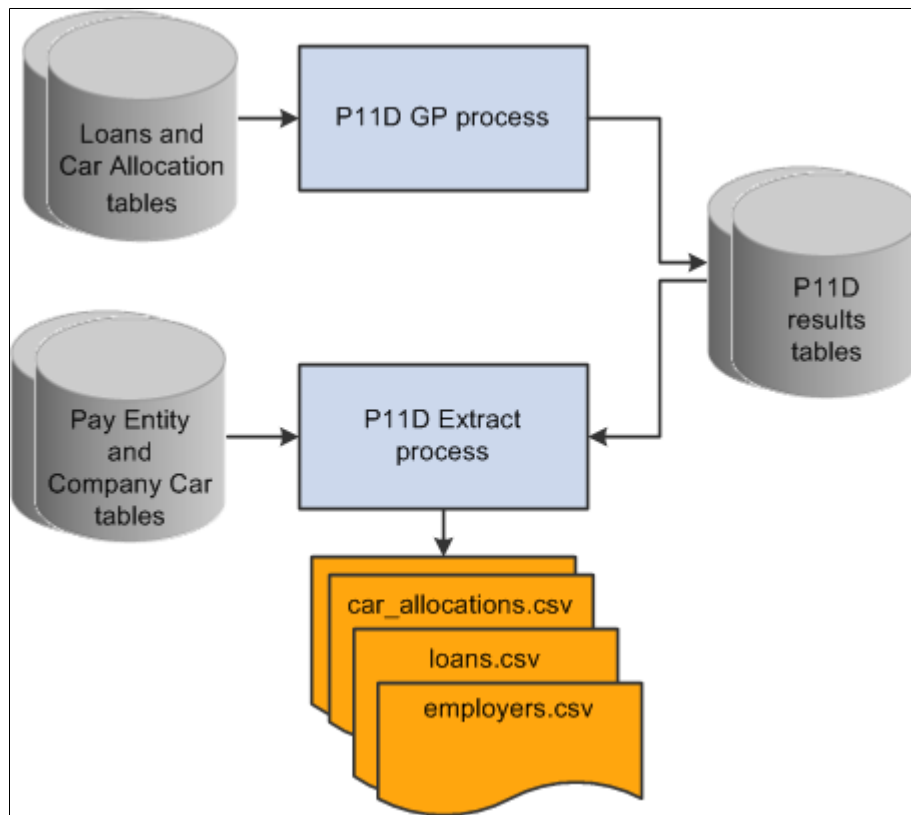 Loans and
Car Allocation
tables
P11D GP process
P11D
results
tables
Pay Entity
and
Company Car
tables
P11D Extract
process
car_allocations.csv
loans.csv
employers.csv